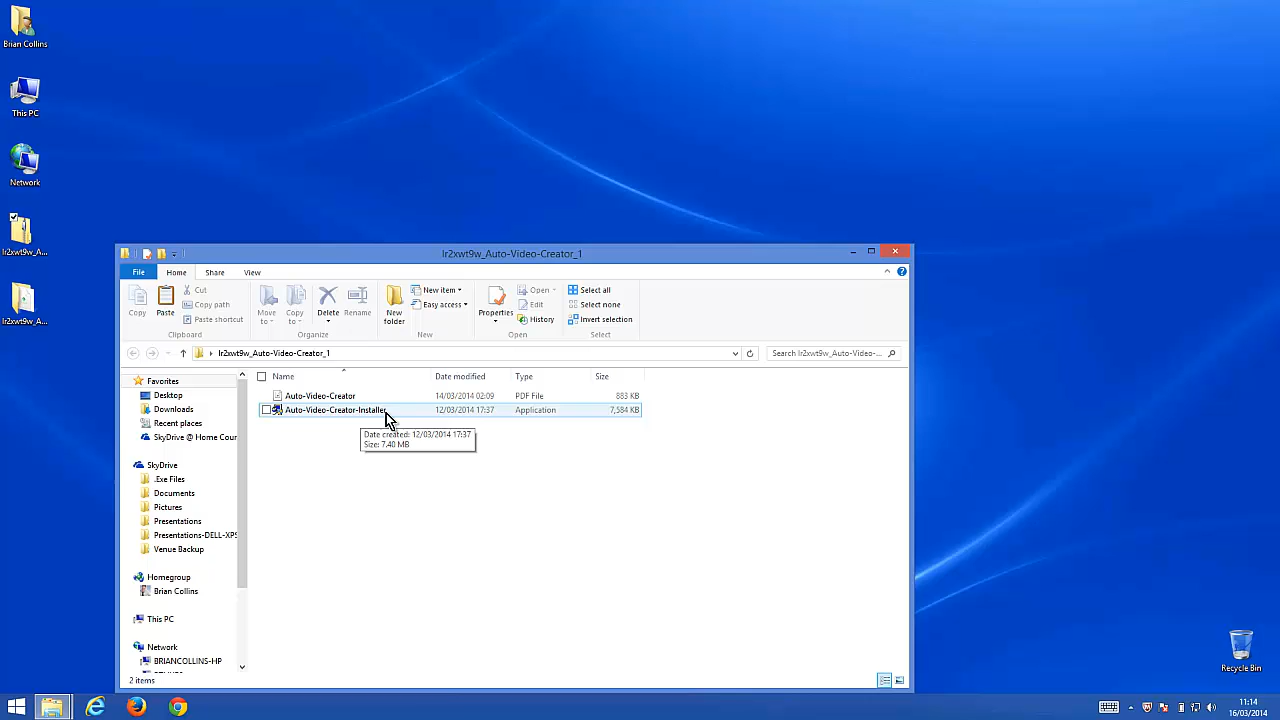 Brian Collins
This PC
Network
lr2xwt9w_A...
lr2xwt9w_A...
lr2xwt9w_Auto-Video-Creator_1
File Home Share View
Copy
Paste
Cut
Copy path
Paste shortcut
Clipboard
Move to
Copy to
Delete
Rename
Organize
New folder
New item
Easy access
New
Properties
Open
Edit
History
Open
Select all
Select none
Invert selection
Select
lr2xwt9w_Auto-Video-Creator_1
Search lr2xwt9w_Auto-Video-...
Name Date modified Type Size
Auto-Video-Creator 14/03/2014 02:09 PDF File 883 KB
Auto-Video-Creator-Installer 12/03/2014 17:37 Application 7,584 KB
Date created: 12/03/2014 17:37
Size: 7.40 MB
Favorites
Desktop
Downloads
Recent places
SkyDrive @ Home Cour
SkyDrive
.Exe Files
Documents
Pictures
Presentations
Presentations-DELL-XPS
Venue Backup
Homegroup
Brian Collins
This PC
Network
BRIANCOLLINS-HP
2 items
Recycle Bin
11:14
16/03/2014